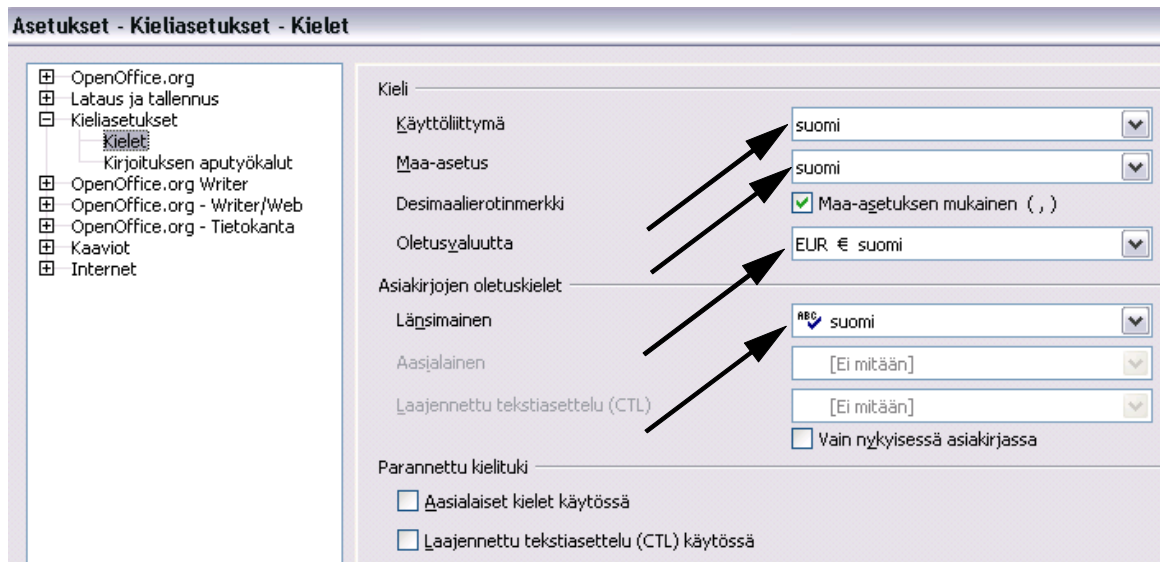 Asetukset - Kieliasetukset - Kielet
OpenOffice.org
Lataus ja tallennus
Kieliasetukset
Kielet
Kirjoituksen aputyökalut
OpenOffice.org Writer
OpenOffice.org - Writer/Web
OpenOffice.org - Tietokanta
Kaaviot
Internet
Kieli
Käyttöliittymä suomi
Maa-asetus suomi
Desimaalierotinmerkki Maa-asetuksen mukainen ( , )
Oletusvaluutta EUR € suomi
Asiakirjojen oletuskielet
Länsimainen ABC suomi
Aasialainen [Ei mitään]
Laajennettu tekstiasettelu (CTL) [Ei mitään]
Vain nykyisessä asiakirjassa
Parannettu kielituki
Aasialaiset kielet käytössä
Laajennettu tekstiasettelu (CTL) käytössä